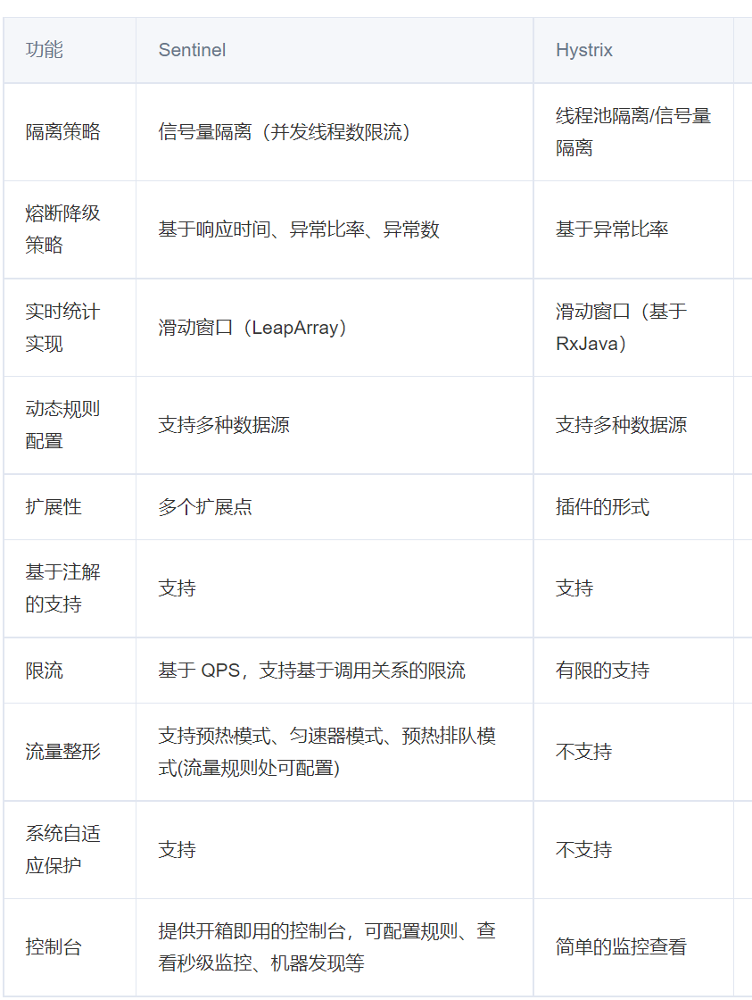 功能 Sentinel Hystrix
隔离策略 信号量隔离（并发线程数限流） 线程池隔离/信号量
隔离
熔断降级
策略
基于响应时间、异常比率、异常数 基于异常比率
实时统计
实现
滑动窗口（LeapArray） 滑动窗口（基于
RxJava）
动态规则
配置
支持多种数据源 支持多种数据源
扩展性 多个扩展点 插件的形式
基于注解
的支持
支持 支持
限流 基于 QPS，支持基于调用关系的限流 有限的支持
流量整形 支持预热模式、匀速器模式、预热排队模
式(流量规则处可配置)
不支持
系统自适
应保护
支持 不支持
控制台 提供开箱即用的控制台，可配置规则、查
看秒级监控、机器发现等
简单的监控查看